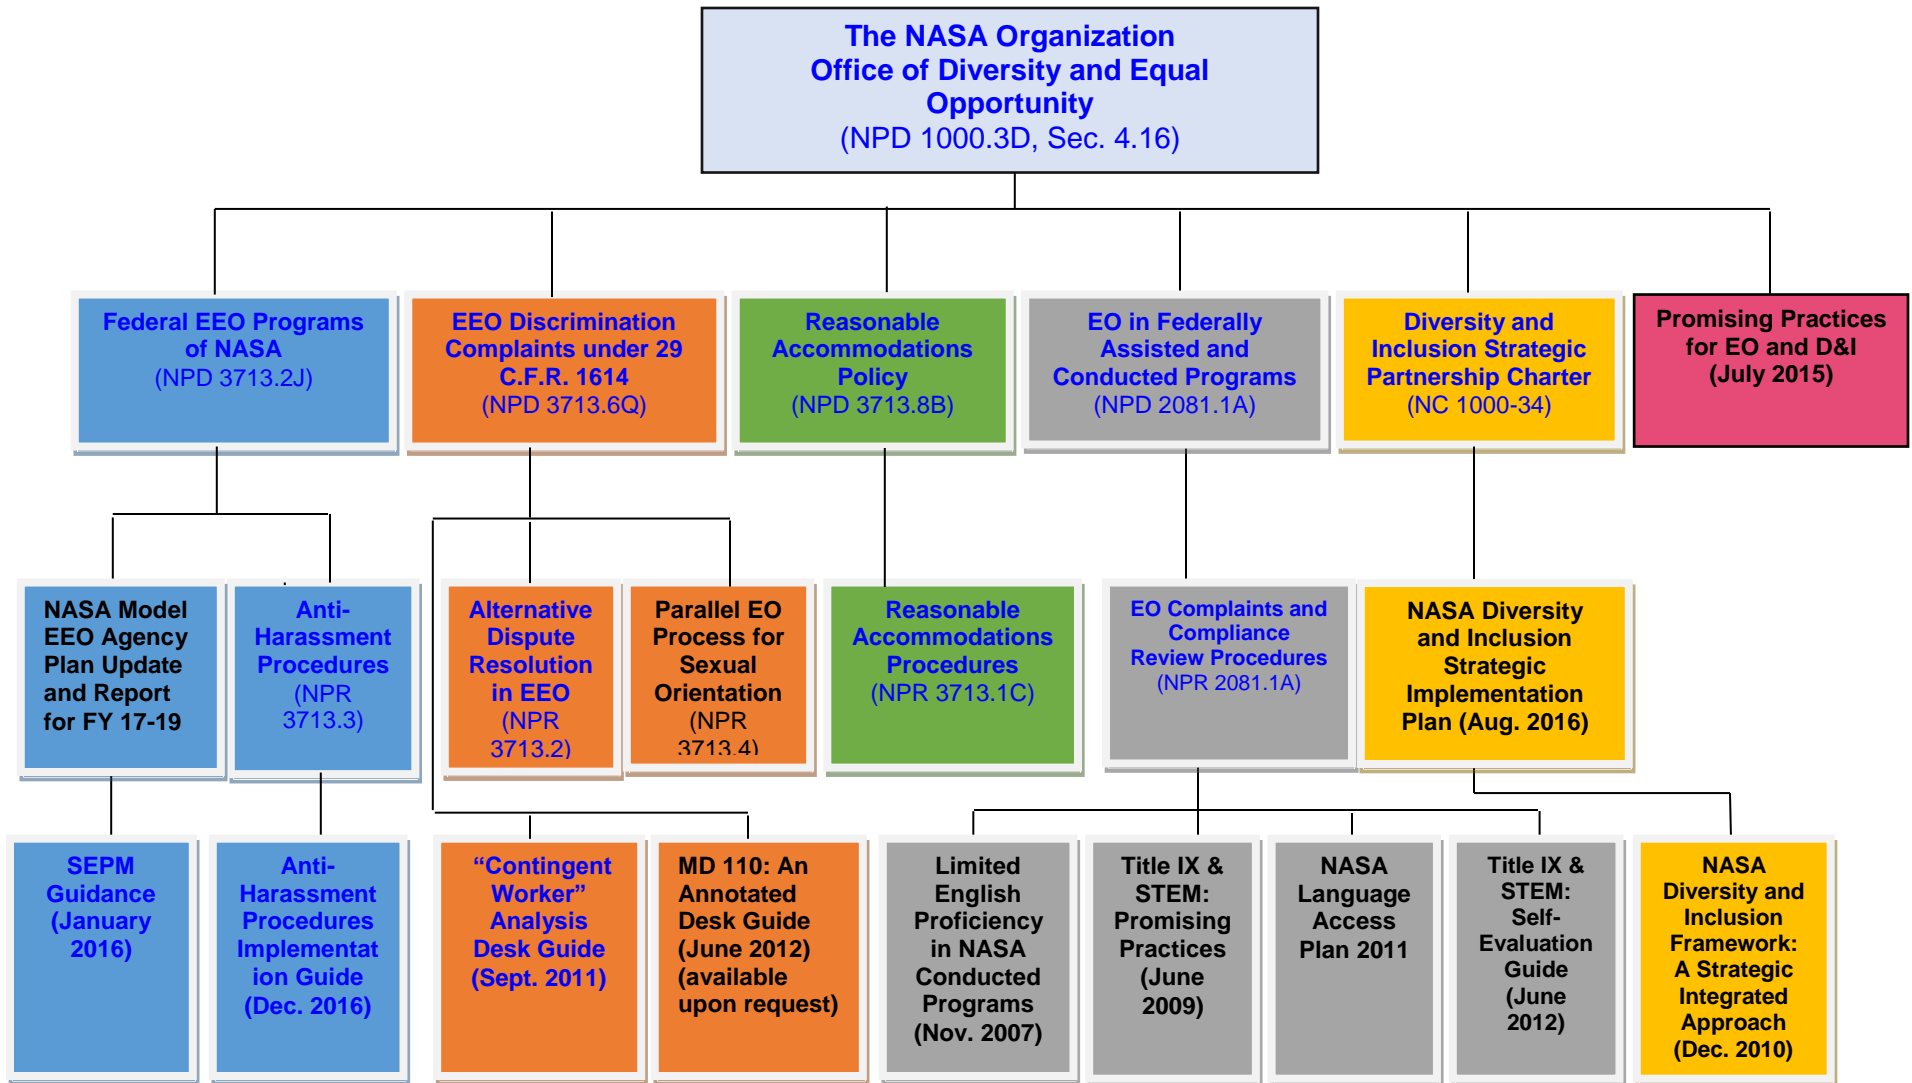 The NASA Organization
Office of Diversity and Equal
Opportunity
(NPD 1000.3D, Sec. 4.16)
Federal EEO Programs
of NASA
(NPD 3713.2J)
EEO Discrimination
Complaints under 29
C.F.R. 1614
(NPD 3713.6Q)
Reasonable
Accommodations
Policy
(NPD 3713.8B)
EO in Federally
Assisted and
Conducted Programs
(NPD 2081.1A)
Diversity and
Inclusion Strategic
Partnership Charter
(NC 1000-34)
Promising Practices
for EO and D&I
(July 2015)
NASA Model
EEO Agency
Plan Update
and Report
for FY 17-19
Anti-
Harassment
Procedures
(NPR
3713.3)
Alternative
Dispute
Resolution
in EEO
(NPR
3713.2)
Parallel EO
Process for
Sexual
Orientation
(NPR
3713.4)
Reasonable
Accommodations
Procedures
(NPR 3713.1C)
EO Complaints and
Compliance
Review Procedures
(NPR 2081.1A)
NASA Diversity
and Inclusion
Strategic
Implementation
Plan (Aug. 2016)
SEPM
Guidance
(January
2016)
Anti-
Harassment
Procedures
Implementat
ion Guide
(Dec. 2016)
“Contingent
Worker”
Analysis
Desk Guide
(Sept. 2011)
MD 110: An
Annotated
Desk Guide
(June 2012)
(available
upon request)
Limited
English
Proficiency
in NASA
Conducted
Programs
(Nov. 2007)
Title IX &
STEM:
Promising
Practices
(June
2009)
NASA
Language
Access
Plan 2011
Title IX &
STEM:
Self-
Evaluation
Guide
(June
2012)
NASA
Diversity and
Inclusion
Framework:
A Strategic
Integrated
Approach
(Dec. 2010)